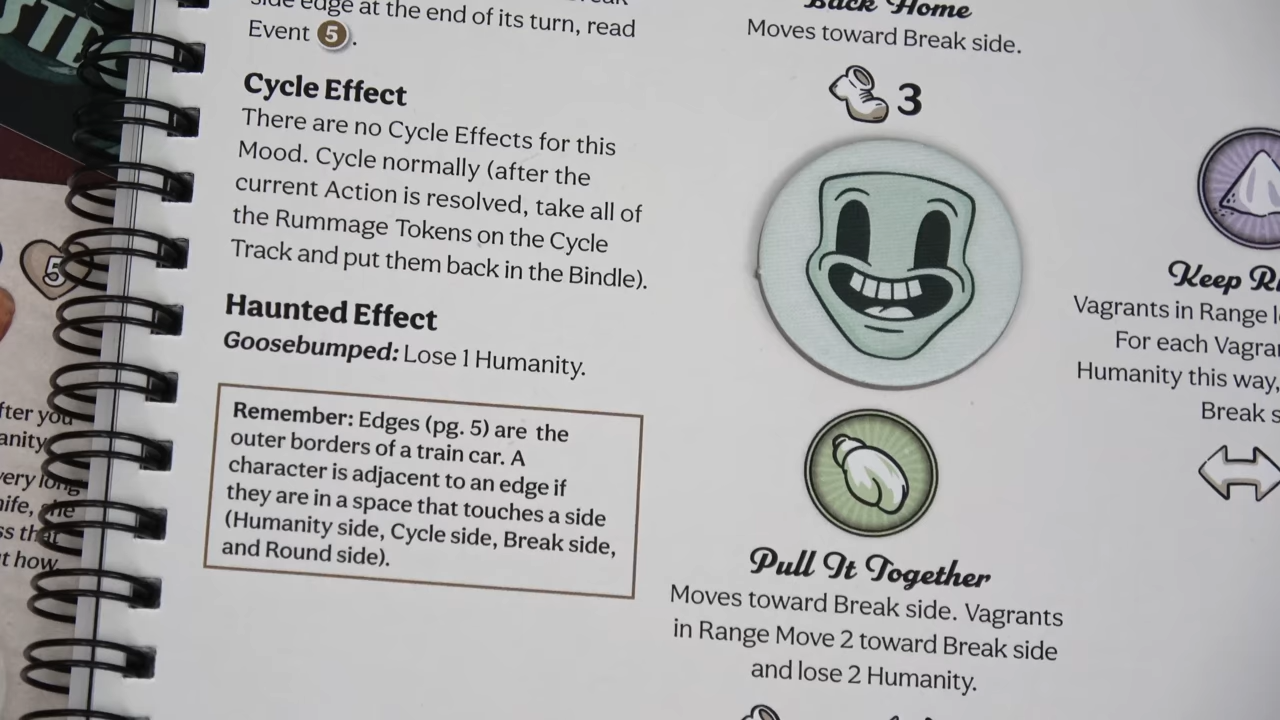 side edge at the end of its turn, read
Event 5.
Cycle Effect
There are no Cycle Effects for this
Mood. Cycle normally (after the
current Action is resolved, take all of
the Rummage Tokens on the Cycle
Track and put them back in the Bindle).
Haunted Effect
Goosebumped: Lose 1 Humanity.
Remember: Edges (pg. 5) are the
outer borders of a train car. A
character is adjacent to an edge if
they are in a space that touches a side
(Humanity side, Cycle side, Break side,
and Round side).
Back Home
Moves toward Break side.
3
Pull It Together
Moves toward Break side. Vagrants
in Range Move 2 toward Break side
and lose 2 Humanity.
Keep
Vagrants in Range
For each
Humanity this way,
Break
5
you